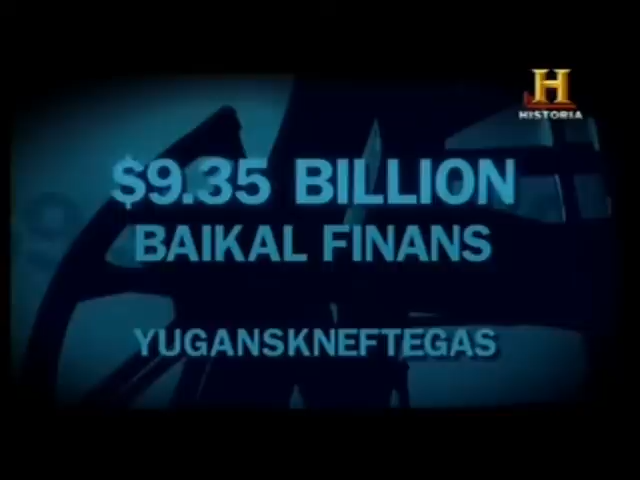 H
HISTORIA
$9.35 BILLION
BAIKAL FINANS
YUGANSKNEFTEGAS